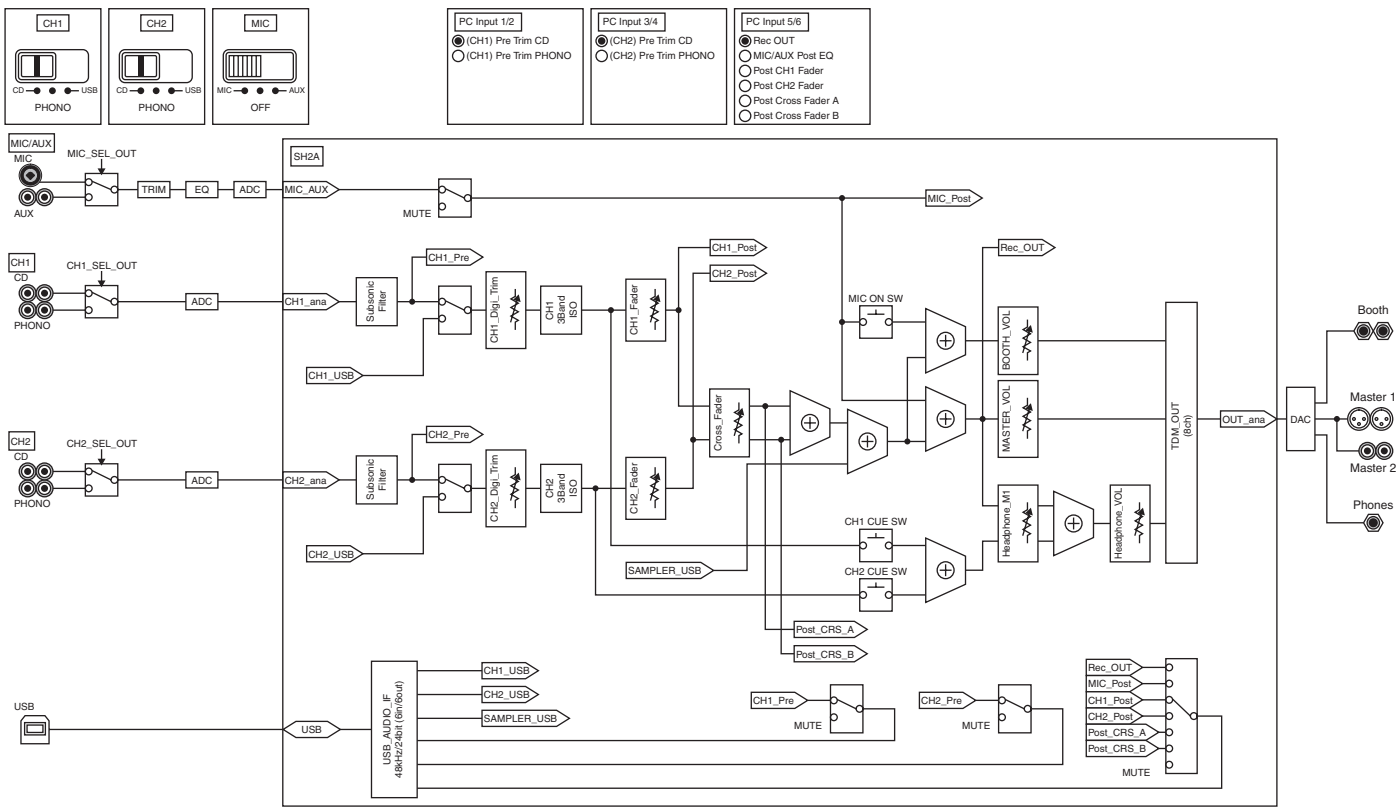 CH1
CD
USB
PHONO
CH2
CD
USB
PHONO
MIC
MIC
AUX
OFF
PC Input 1/2
(CH1) Pre Trim CD
(CH1) Pre Trim PHONO
PC Input 3/4
(CH2) Pre Trim CD
(CH2) Pre Trim PHONO
PC Input 5/6
Rec OUT
MIC/AUX Post EQ
Post CH1 Fader
Post CH2 Fader
Post Cross Fader A
Post Cross Fader B
MIC/AUX
MIC
AUX
MIC_SEL_OUT
TRIM
EQ
ADC
SH2A
MIC_AUX
MUTE
MIC_Post
CH1
CD
PHONO
CH1_SEL_OUT
ADC
CH1_ana
Subsonic
Filter
CH1_Pre
CH1_USB
CH1_Digi_Trim
CH1
3Band
ISO
CH1_Fader
CH1_Post
CH2_Post
Rec_OUT
MIC ON SW
BOOTH_VOL
Cross_Fader
MASTER_VOL
TDM_OUT
(8ch)
OUT_ana
DAC
Booth
Master 1
Master 2
Phones
CH2
CD
PHONO
CH2_SEL_OUT
ADC
CH2_ana
Subsonic
Filter
CH2_Pre
CH2_USB
CH2_Digi_Trim
CH2
3Band
ISO
CH2_Fader
CH1 CUE SW
CH2 CUE SW
SAMPLER_USB
Headphone_M1
Headphone_VOL
Post_CRS_A
Post_CRS_B
USB
USB
USB_AUDIO_IF
48kHz/24bit (6in/6out)
CH1_USB
CH2_USB
SAMPLER_USB
CH1_Pre
MUTE
CH2_Pre
MUTE
Rec_OUT
MIC_Post
CH1_Post
CH2_Post
Post_CRS_A
Post_CRS_B
MUTE